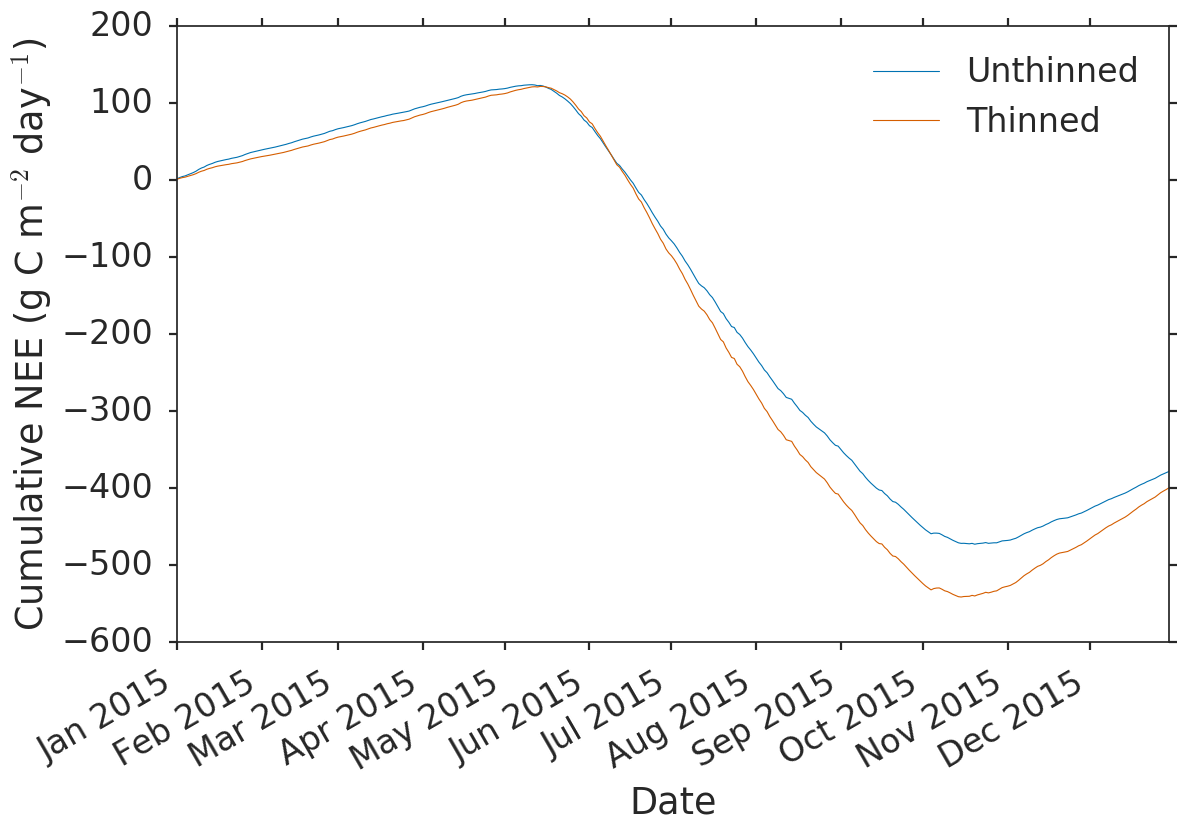 Cumulative NEE (g C m⁻² day⁻¹)
200
100
0
−100
−200
−300
−400
−500
−600
Unthinned
Thinned
Jan 2015
Feb 2015
Mar 2015
Apr 2015
May 2015
Jun 2015
Jul 2015
Aug 2015
Sep 2015
Oct 2015
Nov 2015
Dec 2015
Date